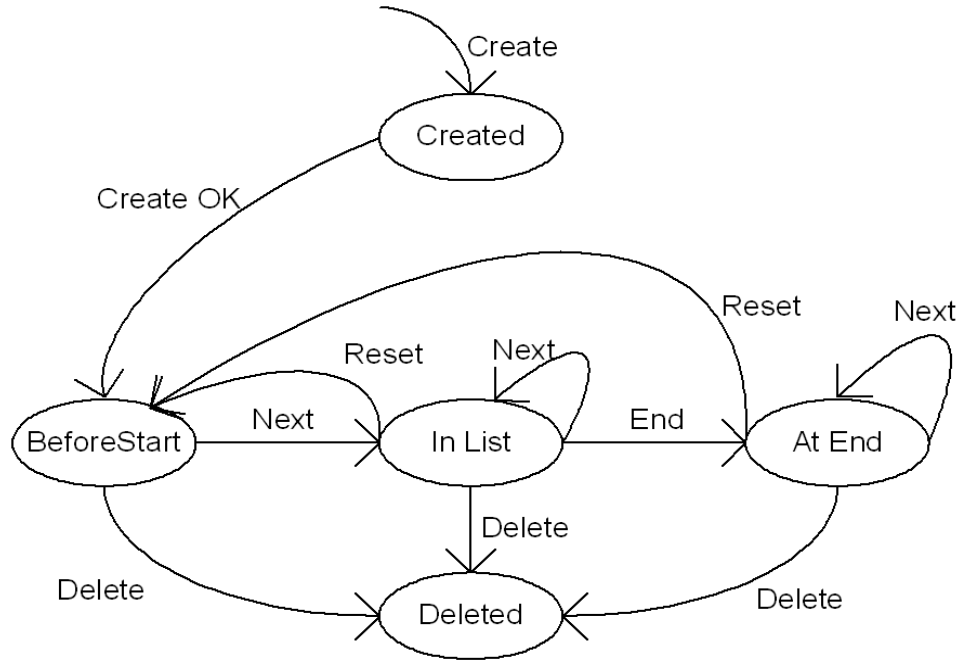 Create
Created
Create OK
Reset
Next
Reset
Next
BeforeStart
Next
In List
End
At End
Delete
Delete
Delete
Deleted